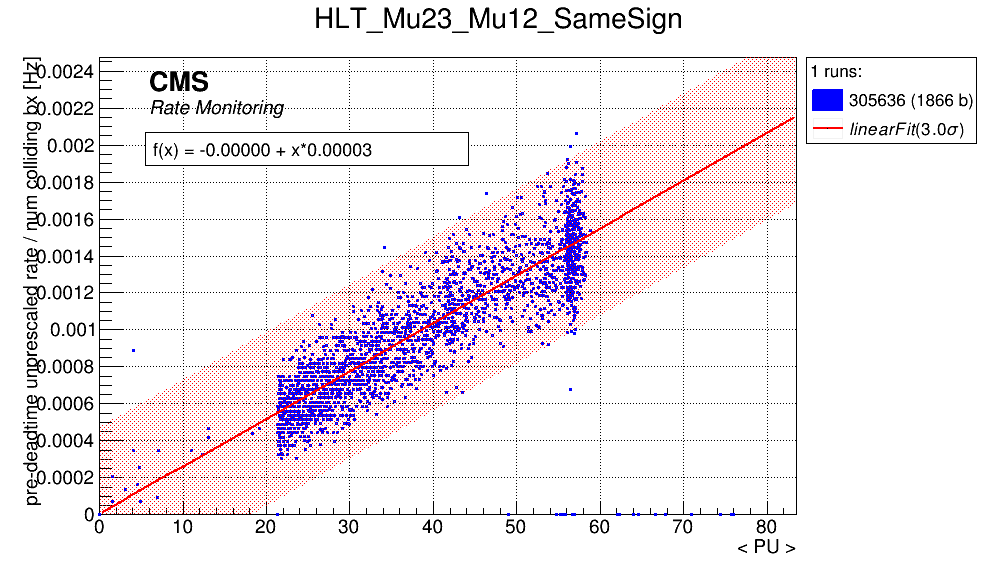 HLT_Mu23_Mu12_SameSign
pre-deadtime unprescaled rate / num colliding bx [Hz]
CMS
Rate Monitoring
f(x) = -0.00000 + x*0.00003
1 runs:
305636 (1866 b)
linearFit(3.0σ)
0.0024
0.0022
0.002
0.0018
0.0016
0.0014
0.0012
0.001
0.0008
0.0006
0.0004
0.0002
0
0 10 20 30 40 50 60 70 80
< PU >